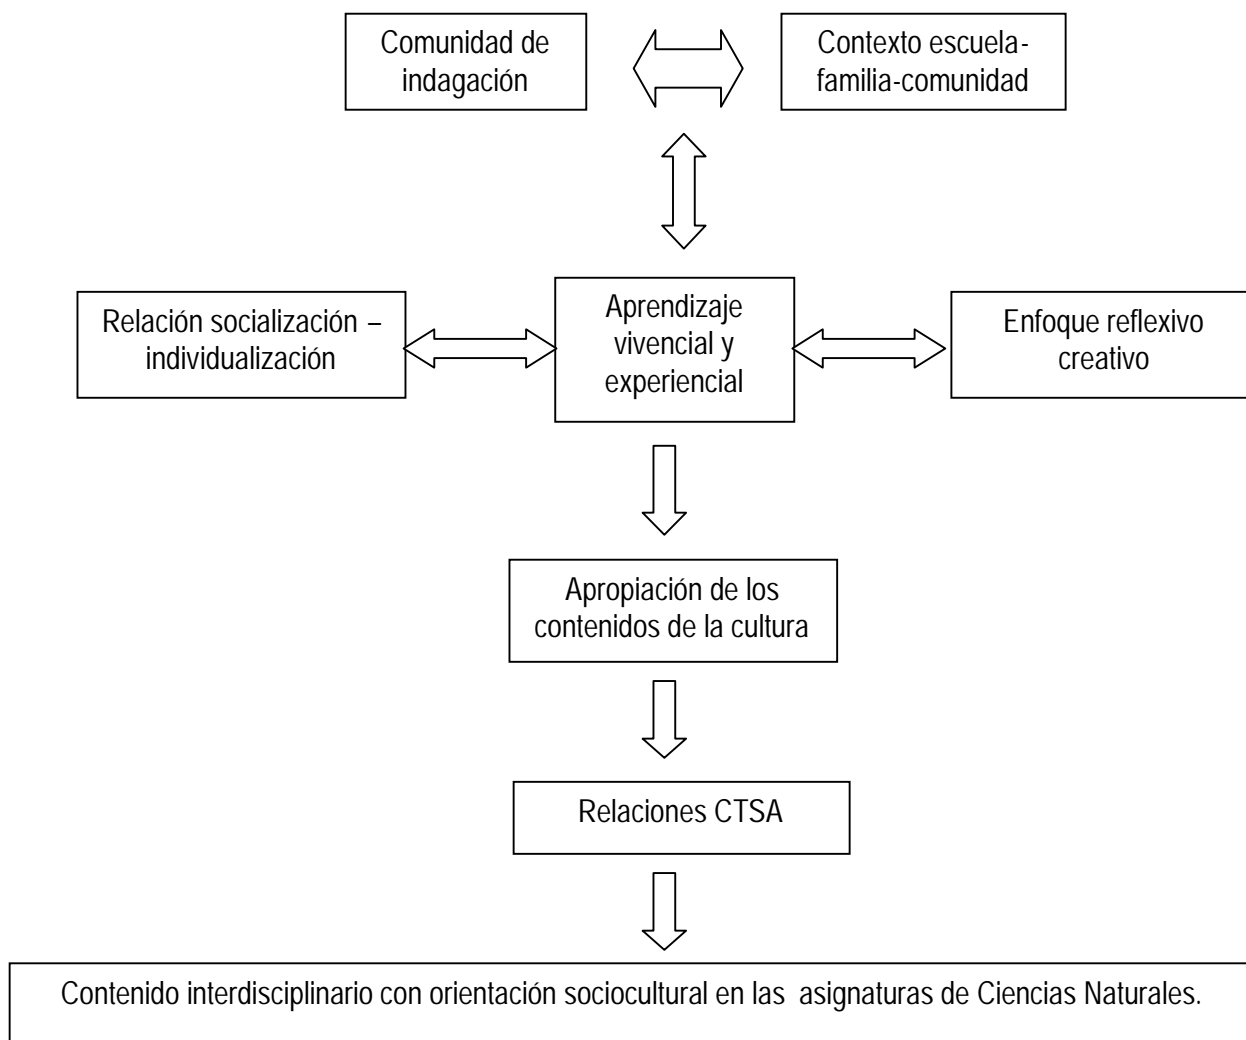 Comunidad de
indagación
Contexto escuela-
familia-comunidad
Relación socialización –
individualización
Aprendizaje
vivencial y
experiencial
Enfoque reflexivo
creativo
Apropiación de los
contenidos de la cultura
Relaciones CTSA
Contenido interdisciplinario con orientación sociocultural en las asignaturas de Ciencias Naturales.